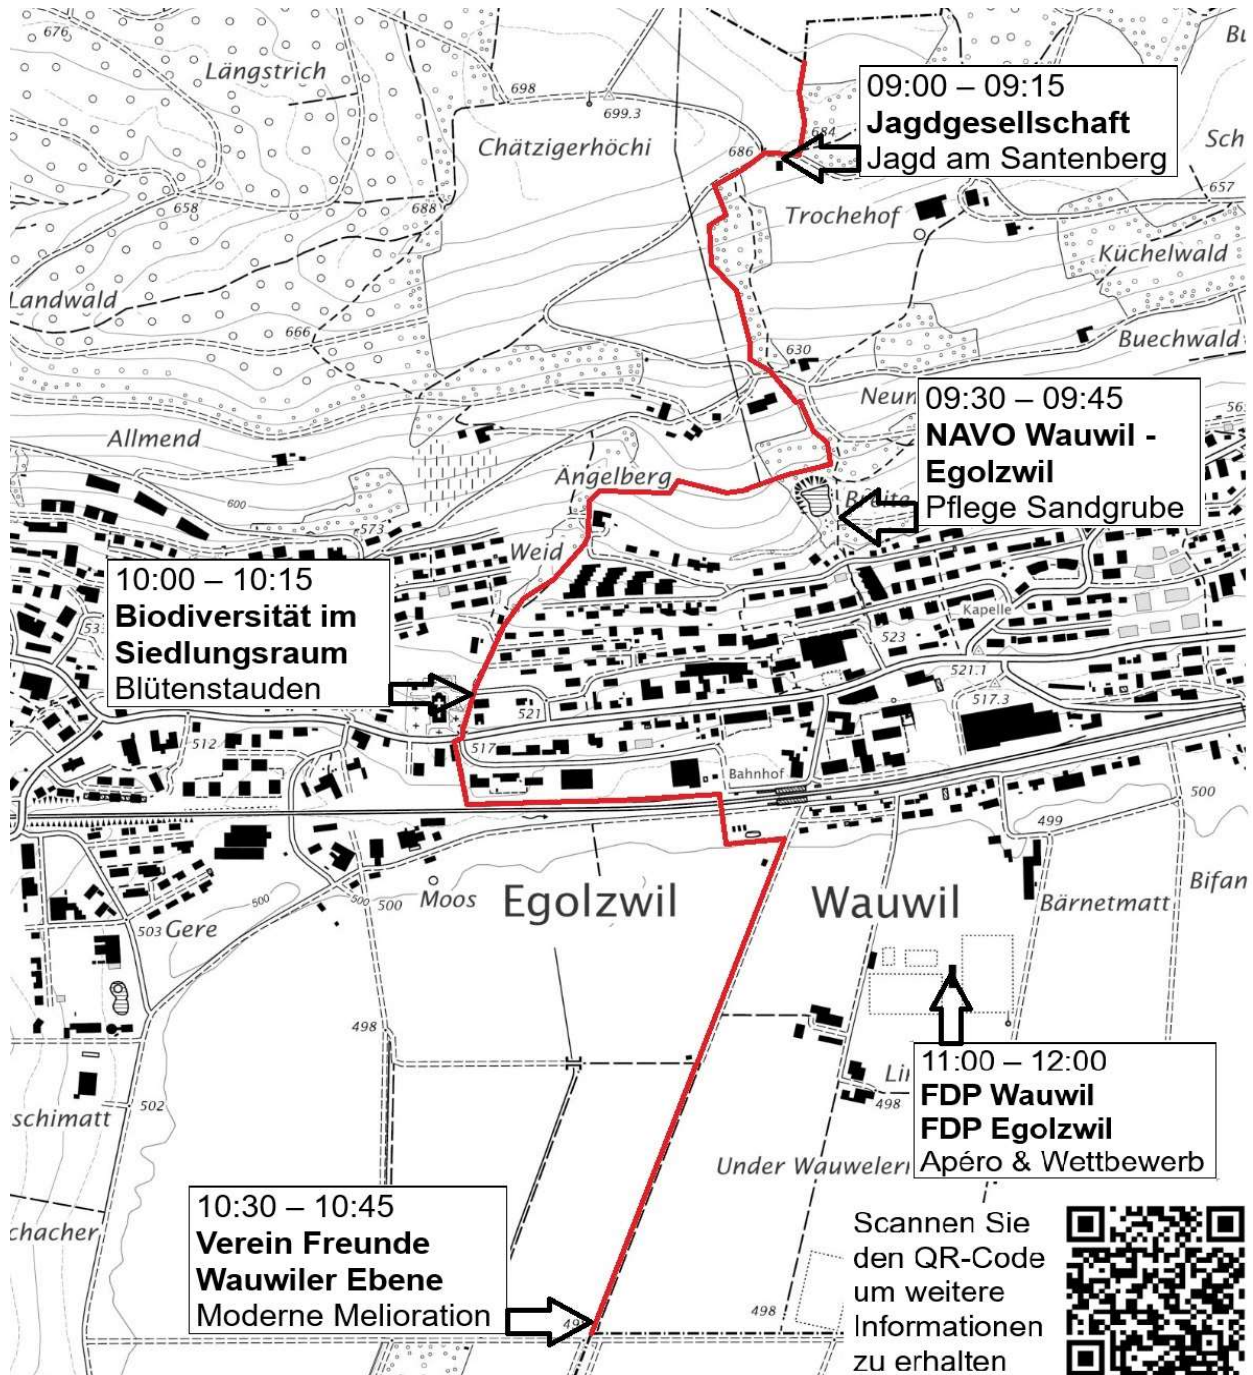 676
Längstrich
698
699.3
Chätzigerhöchi
684
686
09:00 – 09:15
Jagdgesellschaft
Jagd am Santenberg
657
658
688
Trochehof
Küchelwald
Landwald
666
630
Buechwald
09:30 – 09:45
NAVO Wauwil -
Egolzwil
Pflege Sandgrube
Allmend
Ängelberg
600
573
Weid
10:00 – 10:15
Biodiversität im
Siedlungsraum
Blütenstauden
Kapelle
523
521.1
517.3
521
517
512
Bahnhof
500
499
Moos
Egolzwil
Wauwil
Bärnetmatt
Bifan
500
500
500
503
Gere
498
11:00 – 12:00
FDP Wauwil
FDP Egolzwil
Apéro & Wettbewerb
498
502
schimatt
Under Wauweler
chacher
10:30 – 10:45
Verein Freunde
Wauwiler Ebene
Moderne Melioration
498
Scannen Sie
den QR-Code
um weitere
Informationen
zu erhalten